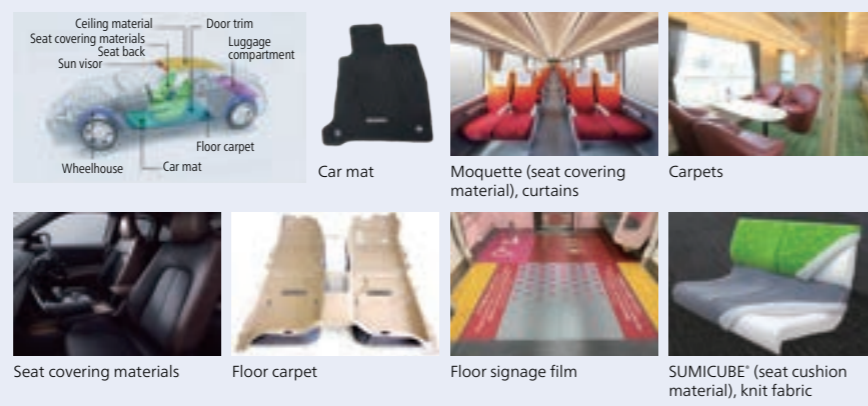 Ceiling material
Door trim
Seat covering materials
Seat back
Luggage
compartment
Sun visor
Floor carpet
Wheelhouse
Car mat
Car mat
Moquette (seat covering
material), curtains
Carpets
Seat covering materials
Floor carpet
Floor signage film
SUMICUBE® (seat cushion
material), knit fabric